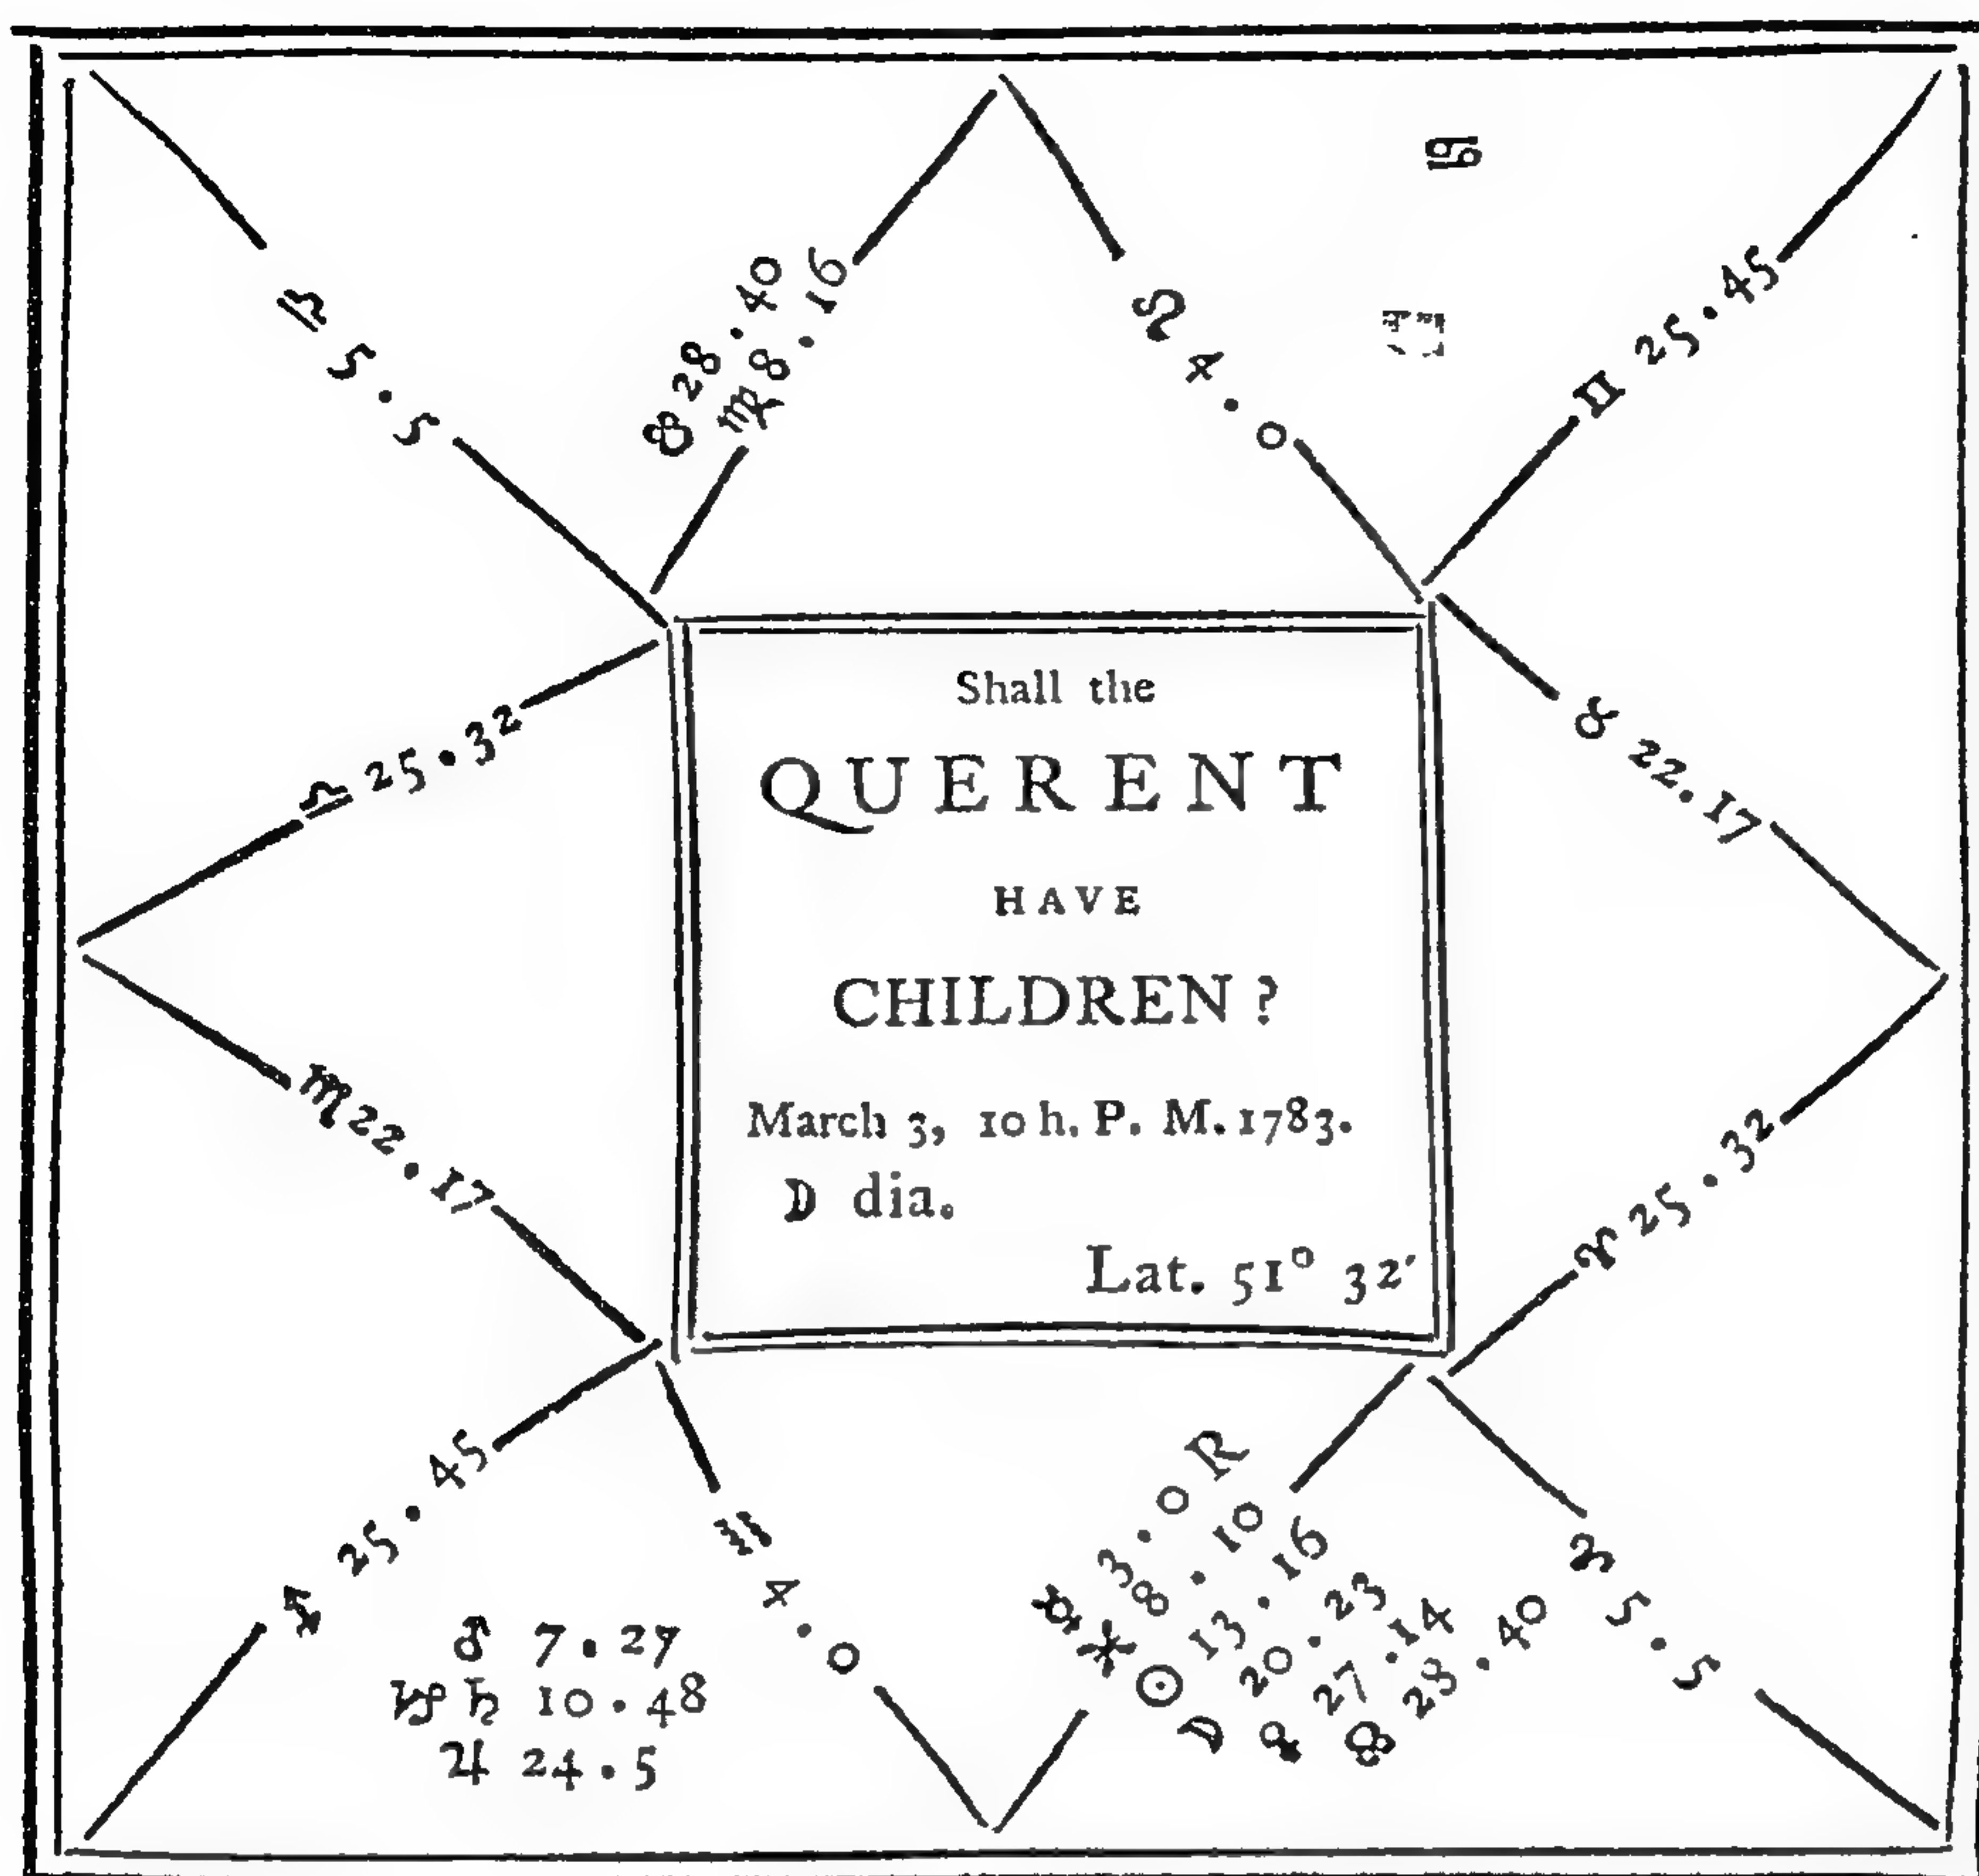 ♋
♎ 5.5
☋ 28.40
♍ 8.16
♌ 4.0
♊ 25.45
♎ 25.32
♉ 22.17
Shall the
QUERENT
HAVE
CHILDREN?
March 3, 10 h. P. M. 1783.
☽ dia.
Lat. 51° 32′
♏ 22.17
♈ 25.32
♐ 25.45
♒ 4.0
♂ 7.27
♑ ♄ 10.48
♃ 24.5
☿ 3.0 R
⚹ 8.10
☉ 13.16
☽ 20.23
♀ 27.14
☊ 28.40
♓ 5.5